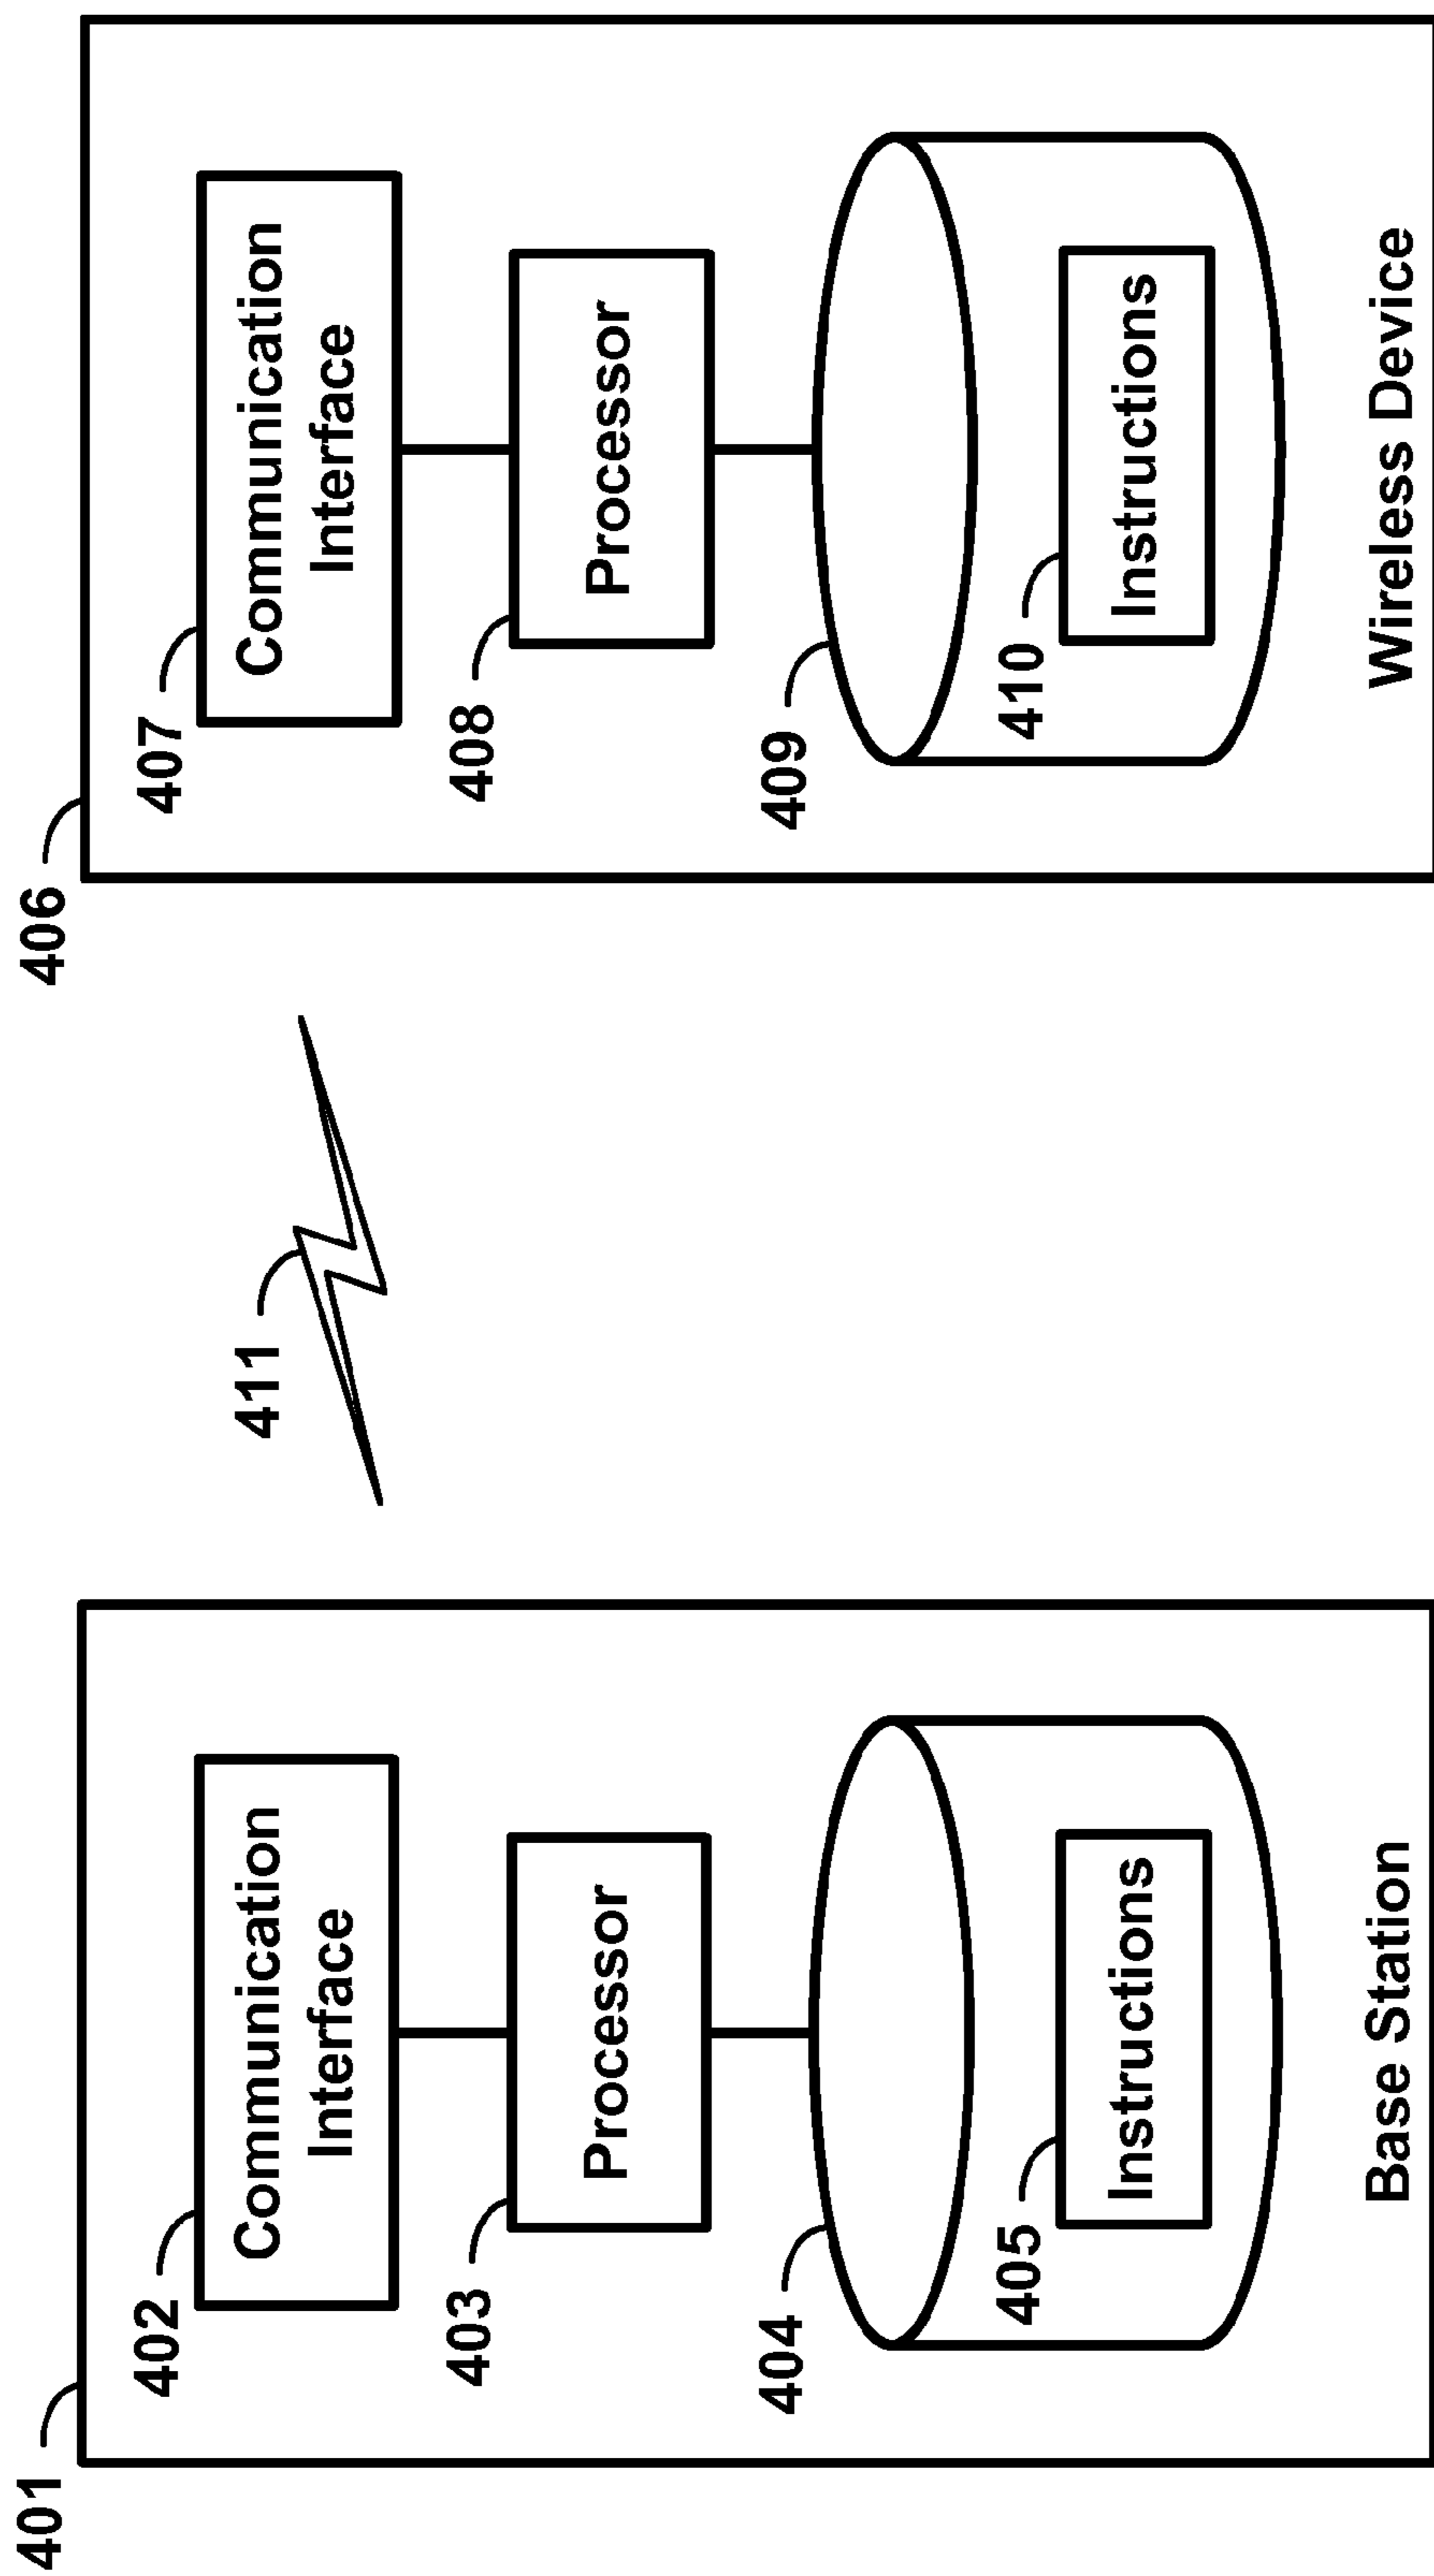 401
402
Communication
Interface
403
Processor
404
405
Instructions
Base Station
411
406
407
Communication
Interface
408
Processor
409
410
Instructions
Wireless Device